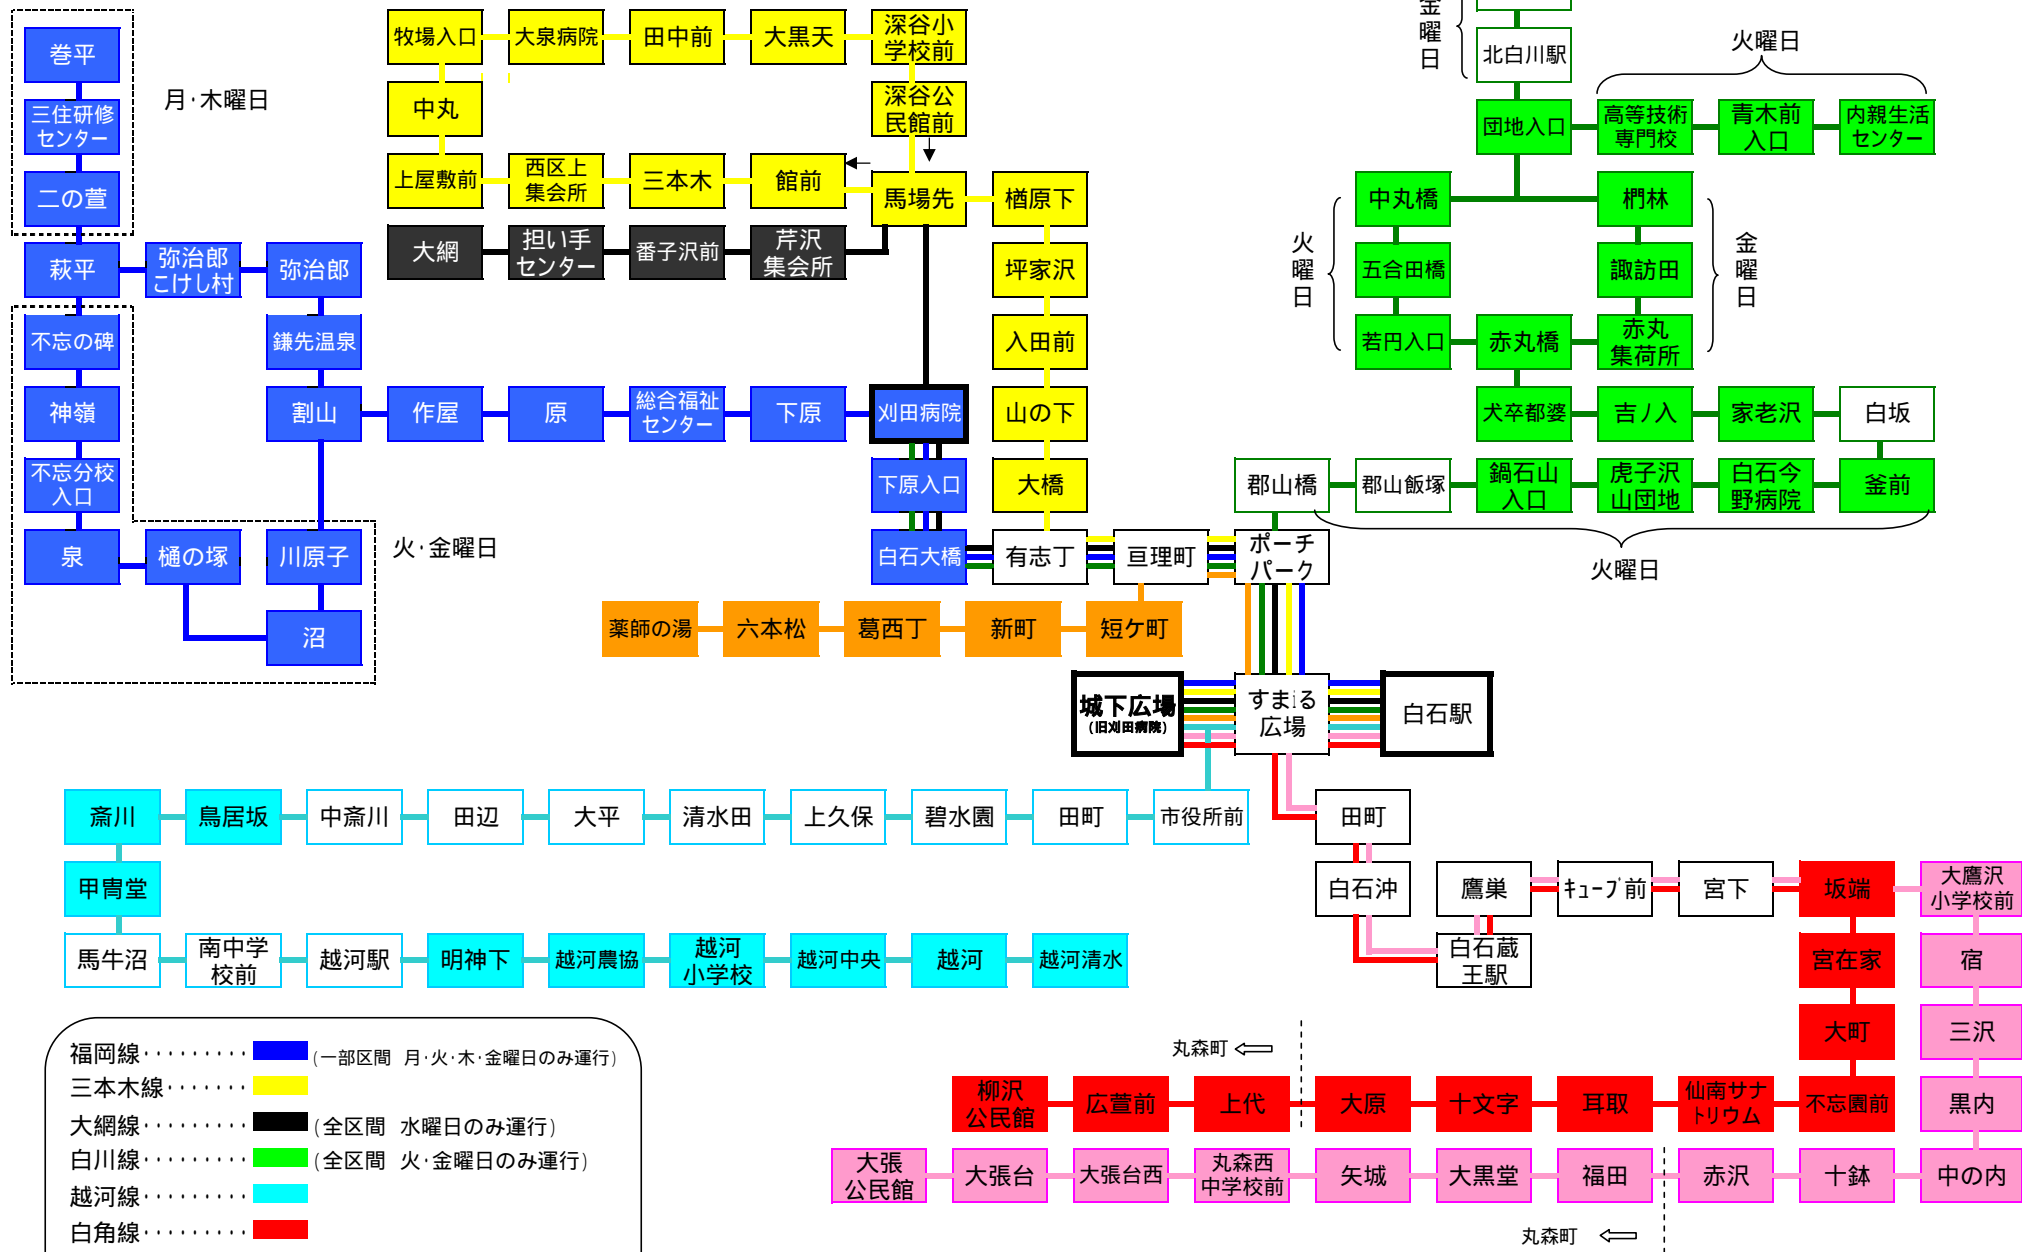 巻平
三住研修
センター
二の萱
月・木曜日
萩平
弥治郎
こけし村
弥治郎
不忘の碑
鎌先温泉
神嶺
割山
作屋
原
総合福祉
センター
下原
刈田病院
不忘分校
入口
下原入口
泉
樋の塚
川原子
火・金曜日
白石大橋
沼
牧場入口
大泉病院
田中前
大黒天
深谷小
学校前
中丸
深谷公
民館前
上屋敷前
西区上
集会所
三本木
館前
馬場先
楢原下
大網
担い手
センター
番子沢前
芹沢
集会所
坪家沢
入田前
山の下
大橋
有志丁
亘理町
ポーチ
パーク
金
曜
日
北白川駅
火曜日
団地入口
高等技術
専門校
青木前
入口
内親生活
センター
中丸橋
椚林
火
曜
日
五合田橋
諏訪田
金
曜
日
若円入口
赤丸橋
赤丸
集荷所
犬卒都婆
吉ノ入
家老沢
白坂
郡山橋
郡山飯塚
鍋石山
入口
虎子沢
山団地
白石今
野病院
釜前
火曜日
薬師の湯
六本松
葛西丁
新町
短ケ町
城下広場
(旧刈田病院)
すまiる
広場
白石駅
斎川
鳥居坂
中斎川
田辺
大平
清水田
上久保
碧水園
田町
市役所前
田町
甲冑堂
白石沖
鷹巣
キューブ前
宮下
坂端
大鷹沢
小学校前
馬牛沼
南中学
校前
越河駅
明神下
越河農協
越河
小学校
越河中央
越河
越河清水
白石蔵
王駅
宮在家
宿
大町
三沢
丸森町
柳沢
公民館
広萱前
上代
大原
十文字
耳取
仙南サナ
トリウム
不忘園前
黒内
大張
公民館
大張台
大張台西
丸森西
中学校前
矢城
大黒堂
福田
赤沢
十鉢
中の内
丸森町
福岡線・・・・・・・・・(一部区間 月・火・木・金曜日のみ運行)
三本木線・・・・・・・
大網線・・・・・・・・・(全区間 水曜日のみ運行)
白川線・・・・・・・・・(全区間 火・金曜日のみ運行)
越河線・・・・・・・・・
白角線・・・・・・・・・